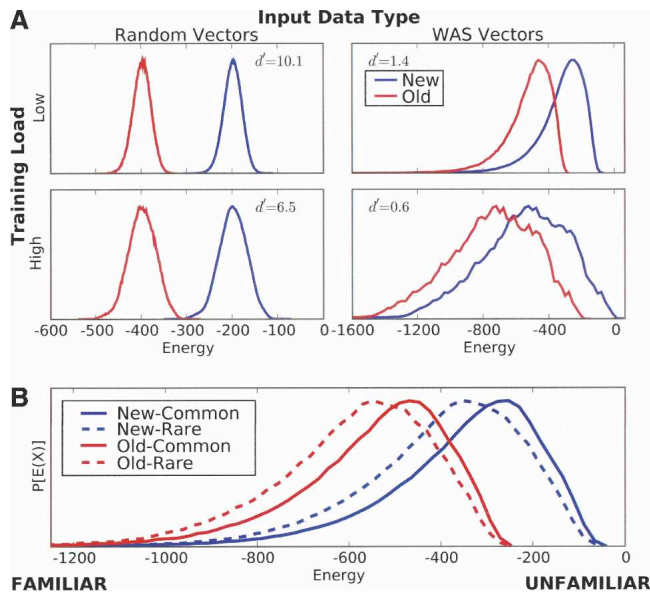 A
Input Data Type
Random Vectors
WAS Vectors
Training Load
Low
d′=10.1
d′=1.4
New
Old
High
d′=6.5
d′=0.6
-600 -500 -400 -300 -200 -100 0
-1600 -1200 -800 -400 0
Energy
Energy
B
P[E(X)]
New-Common
New-Rare
Old-Common
Old-Rare
-1200 -1000 -800 -600 -400 -200 0
FAMILIAR
Energy
UNFAMILIAR